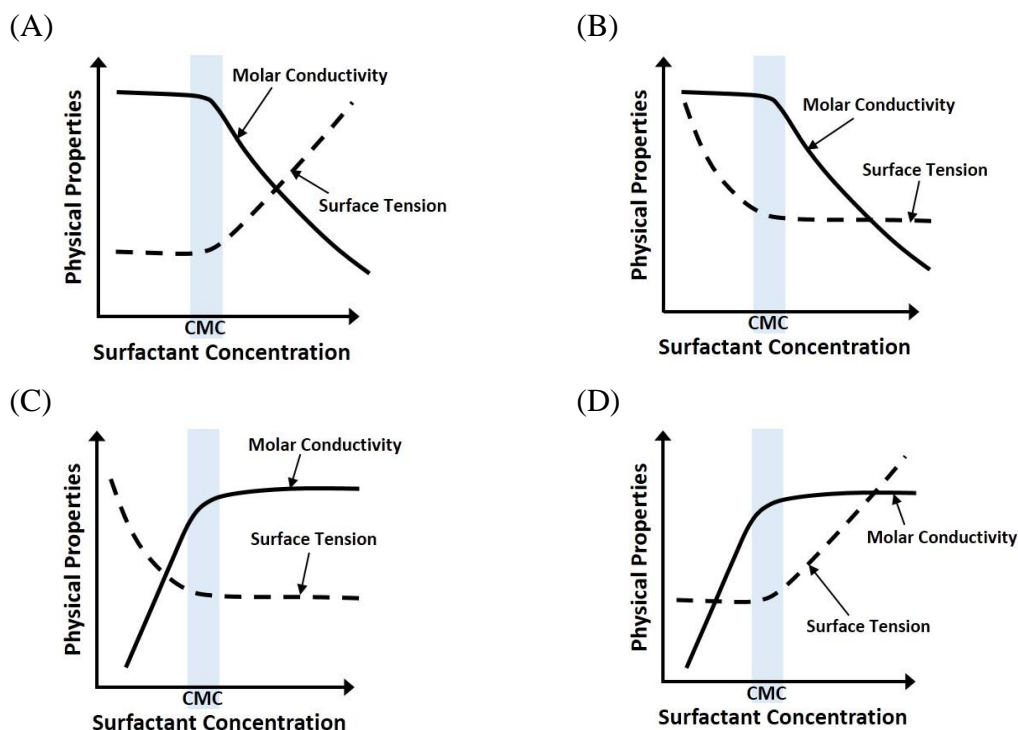 (A)
Physical Properties
Molar Conductivity
Surface Tension
CMC
Surfactant Concentration
(B)
Physical Properties
Molar Conductivity
Surface Tension
CMC
Surfactant Concentration
(C)
Physical Properties
Molar Conductivity
Surface Tension
CMC
Surfactant Concentration
(D)
Physical Properties
Molar Conductivity
Surface Tension
CMC
Surfactant Concentration